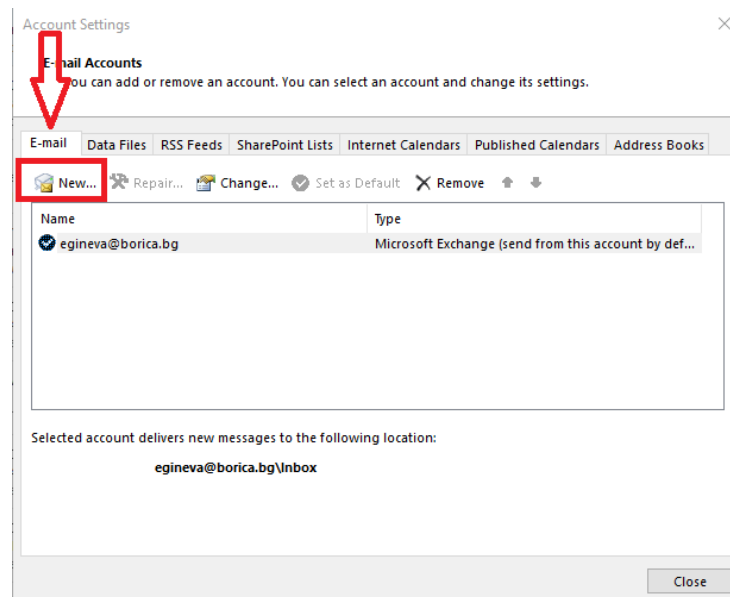 Account Settings
E-mail Accounts
You can add or remove an account. You can select an account and change its settings.
E-mail Data Files RSS Feeds SharePoint Lists Internet Calendars Published Calendars Address Books
New... Repair... Change... Set as Default Remove
Name Type
egineva@borica.bg Microsoft Exchange (send from this account by def...
Selected account delivers new messages to the following location:
egineva@borica.bg\Inbox
Close